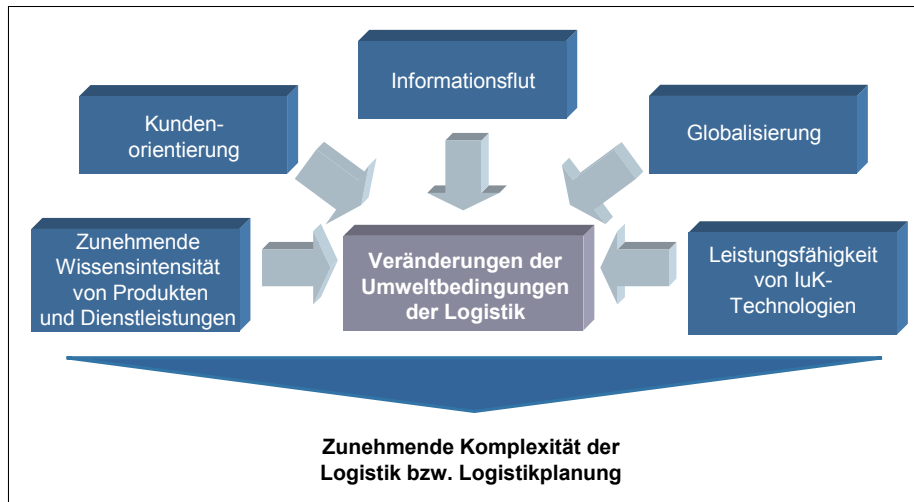 Informationsflut
Kunden-
orientierung
Globalisierung
Zunehmende
Wissensintensität
von Produkten
und Dienstleistungen
Veränderungen der
Umweltbedingungen
der Logistik
Leistungsfähigkeit
von IuK-
Technologien
Zunehmende Komplexität der
Logistik bzw. Logistikplanung